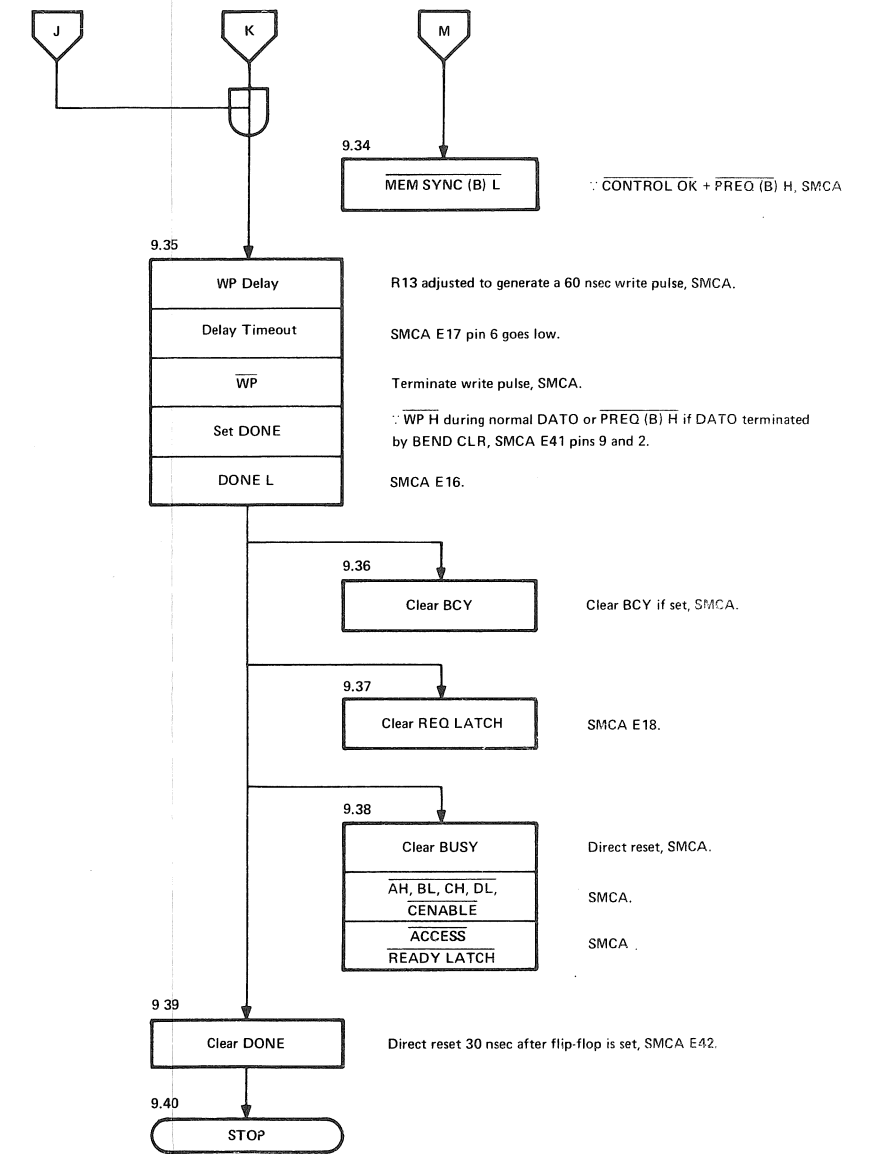 J
K
M
9.34
MEM SYNC (B) L
∵ CONTROL OK + PREQ (B) H, SMCA
9.35
WP Delay
R13 adjusted to generate a 60 nsec write pulse, SMCA.
Delay Timeout
SMCA E17 pin 6 goes low.
WP
Terminate write pulse, SMCA.
Set DONE
∵ WP H during normal DATO or PREQ (B) H if DATO terminated
by BEND CLR, SMCA E41 pins 9 and 2.
DONE L
SMCA E16.
9.36
Clear BCY
Clear BCY if set, SMCA.
9.37
Clear REQ LATCH
SMCA E18.
9.38
Clear BUSY
Direct reset, SMCA.
AH, BL, CH, DL,
CENABLE
SMCA.
ACCESS
READY LATCH
SMCA .
9 39
Clear DONE
Direct reset 30 nsec after flip-flop is set, SMCA E42.
9.40
STOP